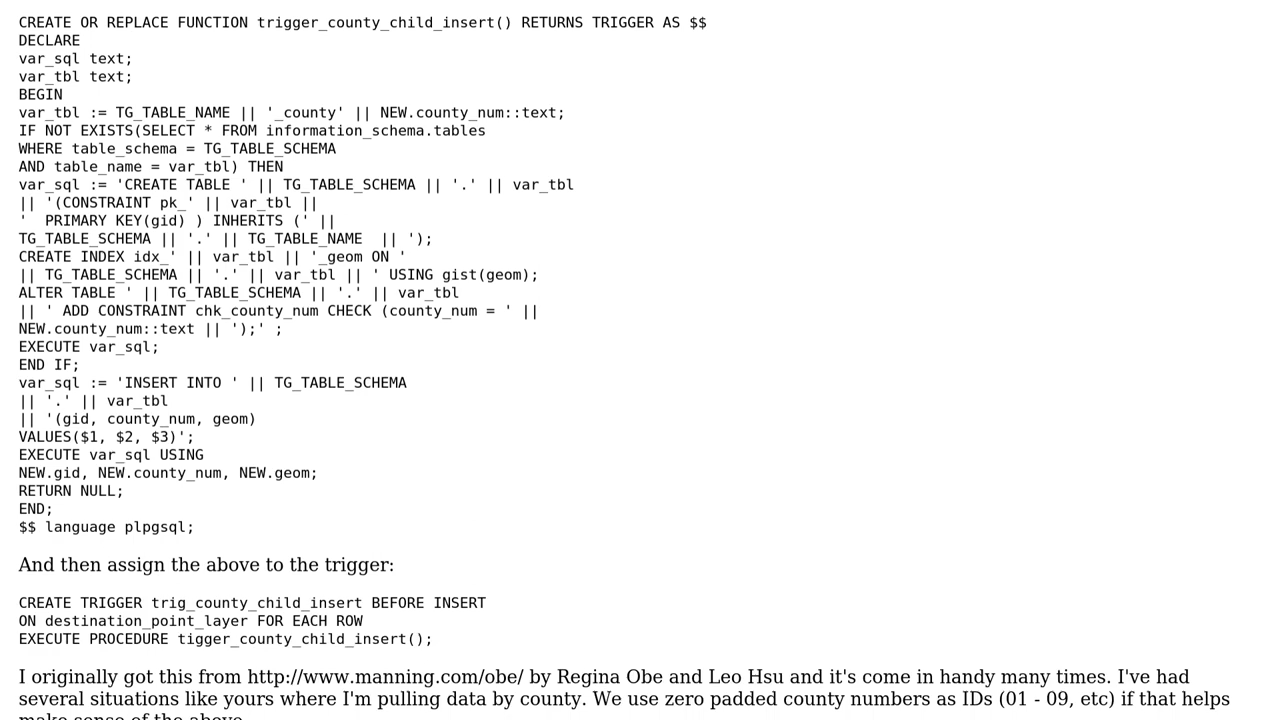 CREATE OR REPLACE FUNCTION trigger_county_child_insert() RETURNS TRIGGER AS $$
DECLARE
var_sql text;
var_tbl text;
BEGIN
var_tbl := TG_TABLE_NAME || '_county' || NEW.county_num::text;
IF NOT EXISTS(SELECT * FROM information_schema.tables
WHERE table_schema = TG_TABLE_SCHEMA
AND table_name = var_tbl) THEN
var_sql := 'CREATE TABLE ' || TG_TABLE_SCHEMA || '.' || var_tbl
|| '(CONSTRAINT pk_' || var_tbl ||
'  PRIMARY KEY(gid) ) INHERITS (' ||
TG_TABLE_SCHEMA || '.' || TG_TABLE_NAME  || ');
CREATE INDEX idx_' || var_tbl || '_geom ON '
|| TG_TABLE_SCHEMA || '.' || var_tbl || ' USING gist(geom);
ALTER TABLE ' || TG_TABLE_SCHEMA || '.' || var_tbl
|| ' ADD CONSTRAINT chk_county_num CHECK (county_num = ' ||
NEW.county_num::text || ');' ;
EXECUTE var_sql;
END IF;
var_sql := 'INSERT INTO ' || TG_TABLE_SCHEMA
|| '.' || var_tbl
|| '(gid, county_num, geom)
VALUES($1, $2, $3)';
EXECUTE var_sql USING
NEW.gid, NEW.county_num, NEW.geom;
RETURN NULL;
END;
$$ language plpgsql;
And then assign the above to the trigger:
CREATE TRIGGER trig_county_child_insert BEFORE INSERT
ON destination_point_layer FOR EACH ROW
EXECUTE PROCEDURE tigger_county_child_insert();
I originally got this from http://www.manning.com/obe/ by Regina Obe and Leo Hsu and it's come in handy many times. I've had
several situations like yours where I'm pulling data by county. We use zero padded county numbers as IDs (01 - 09, etc) if that helps
make sense of the above.